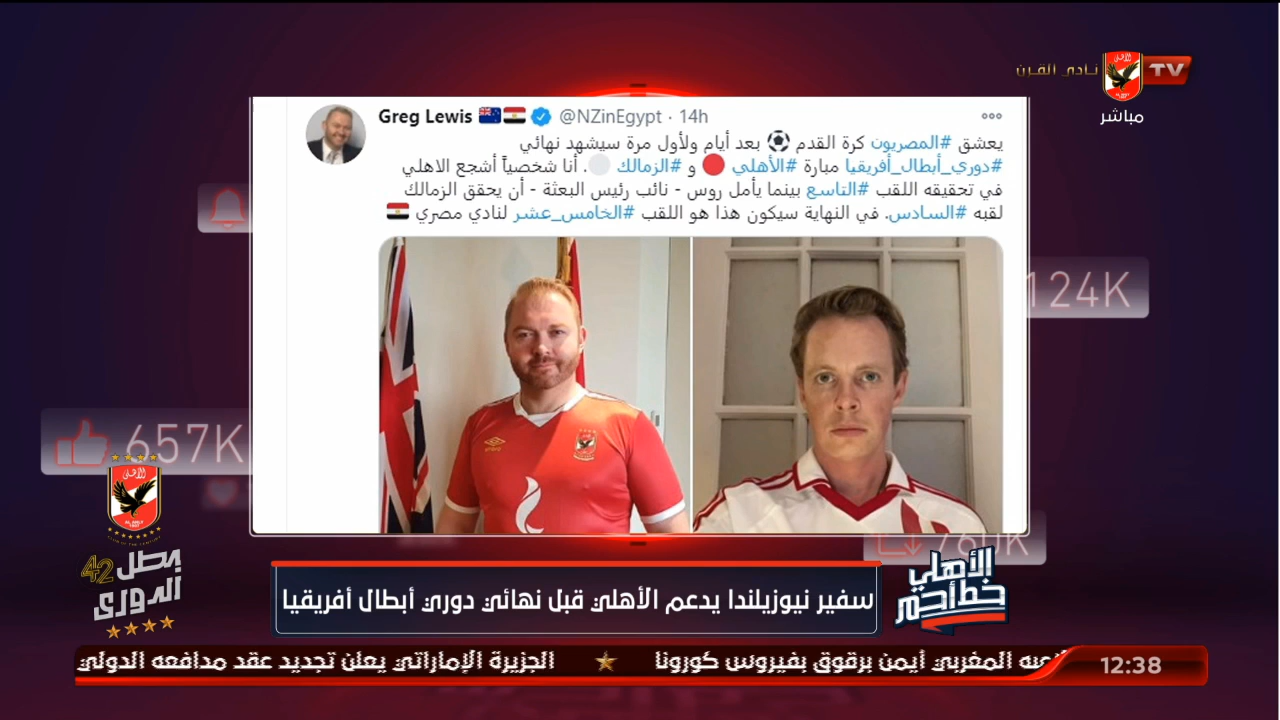 نادي القرن
TV
مباشر
Greg Lewis @NZinEgypt · 14h
يعشق #المصريون كرة القدم بعد أيام ولأول مرة سيشهد نهائي
#دوري_أبطال_أفريقيا مبارة #الأهلي و #الزمالك. أنا شخصياً أشجع الاهلي
في تحقيقه اللقب #التاسع بينما يأمل روس - نائب رئيس البعثة - أن يحقق الزمالك
لقبه #السادس. في النهاية سيكون هذا هو اللقب #الخامس_عشر لنادي مصري
124K
657K
760K
بطل 42
الدوري
الأهلي
خط أحمر
سفير نيوزيلندا يدعم الأهلي قبل نهائي دوري أبطال أفريقيا
المغربي أيمن برقوق بفيروس كورونا ★ الجزيرة الإماراتي يعلن تجديد عقد مدافعه الدولي
12:38